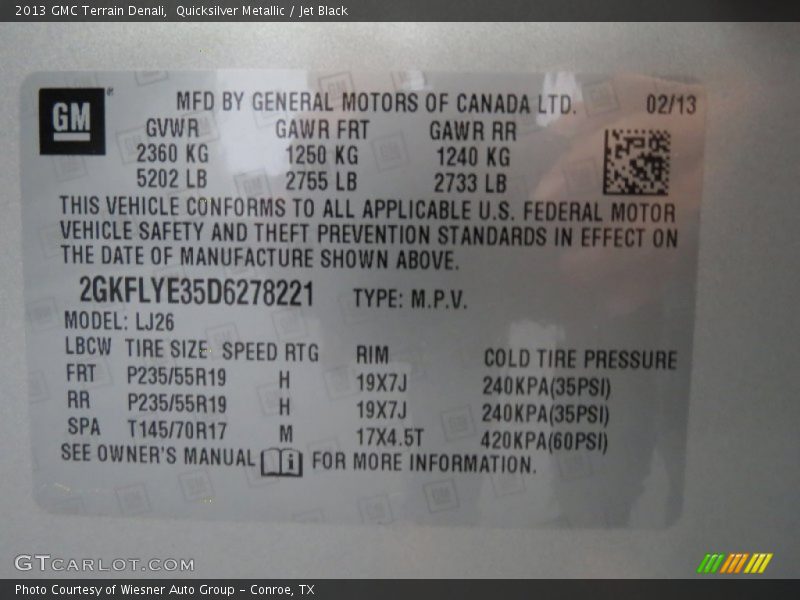 2013 GMC Terrain Denali, Quicksilver Metallic / Jet Black
GM
MFD BY GENERAL MOTORS OF CANADA LTD. 02/13
GVWR GAWR FRT GAWR RR
2360 KG 1250 KG 1240 KG
5202 LB 2755 LB 2733 LB
THIS VEHICLE CONFORMS TO ALL APPLICABLE U.S. FEDERAL MOTOR
VEHICLE SAFETY AND THEFT PREVENTION STANDARDS IN EFFECT ON
THE DATE OF MANUFACTURE SHOWN ABOVE.
2GKFLYE35D6278221 TYPE: M.P.V.
MODEL: LJ26
LBCW TIRE SIZE SPEED RTG RIM COLD TIRE PRESSURE
FRT P235/55R19 H 19X7J 240KPA(35PSI)
RR P235/55R19 H 19X7J 240KPA(35PSI)
SPA T145/70R17 M 17X4.5T 420KPA(60PSI)
SEE OWNER'S MANUAL i FOR MORE INFORMATION.
GTCARLOT.COM
Photo Courtesy of Wiesner Auto Group - Conroe, TX